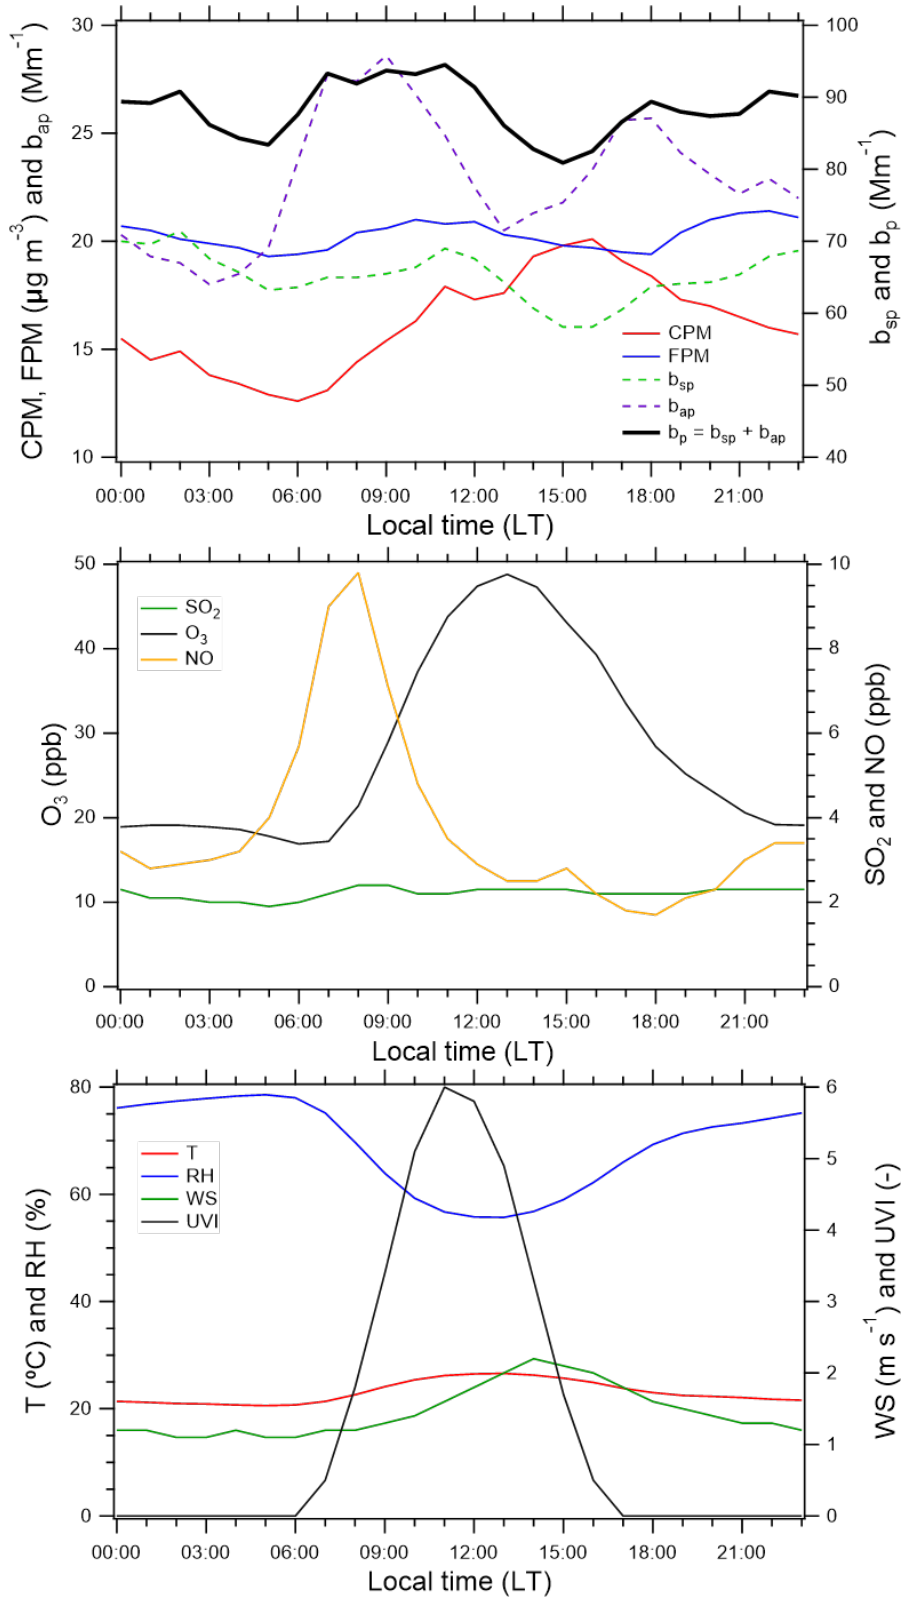 30
25
20
15
10
CPM, FPM (µg m⁻³) and bap (Mm⁻¹)
100
90
80
70
60
50
40
bsp and bp (Mm⁻¹)
CPM
FPM
bsp
bap
bp = bsp + bap
00:00 03:00 06:00 09:00 12:00 15:00 18:00 21:00
Local time (LT)
50
40
30
20
10
0
O₃ (ppb)
10
8
6
4
2
0
SO₂ and NO (ppb)
SO₂
O₃
NO
00:00 03:00 06:00 09:00 12:00 15:00 18:00 21:00
Local time (LT)
80
60
40
20
0
T (ºC) and RH (%)
6
5
4
3
2
1
0
WS (m s⁻¹) and UVI (-)
T
RH
WS
UVI
00:00 03:00 06:00 09:00 12:00 15:00 18:00 21:00
Local time (LT)